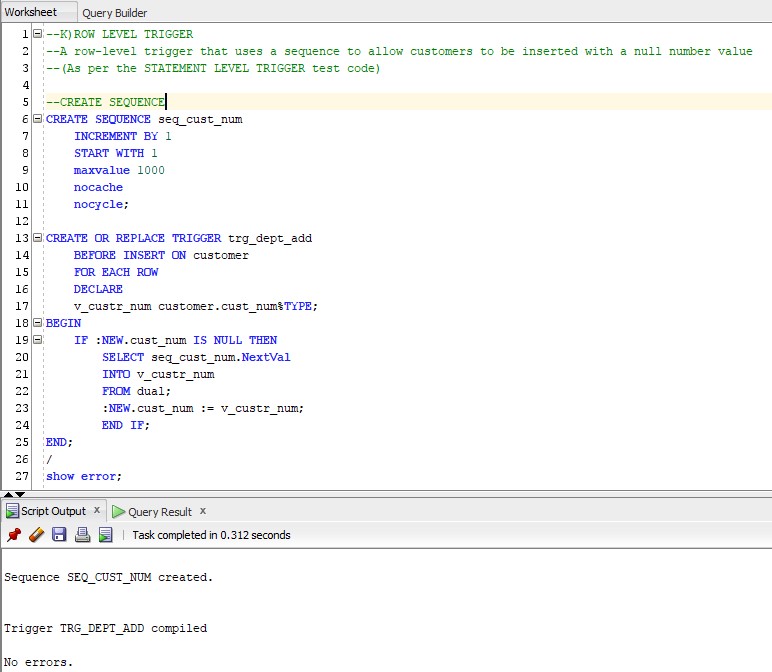 Worksheet Query Builder
1 --K)ROW LEVEL TRIGGER
2 --A row-level trigger that uses a sequence to allow customers to be inserted with a null number value
3 --(As per the STATEMENT LEVEL TRIGGER test code)
4
5 --CREATE SEQUENCE
6 CREATE SEQUENCE seq_cust_num
7 INCREMENT BY 1
8 START WITH 1
9 maxvalue 1000
10 nocache
11 nocycle;
12
13 CREATE OR REPLACE TRIGGER trg_dept_add
14 BEFORE INSERT ON customer
15 FOR EACH ROW
16 DECLARE
17 v_custr_num customer.cust_num%TYPE;
18 BEGIN
19 IF :NEW.cust_num IS NULL THEN
20 SELECT seq_cust_num.NextVal
21 INTO v_custr_num
22 FROM dual;
23 :NEW.cust_num := v_custr_num;
24 END IF;
25 END;
26 /
27 show error;
Script Output x Query Result x
Task completed in 0.312 seconds
Sequence SEQ_CUST_NUM created.
Trigger TRG_DEPT_ADD compiled
No errors.